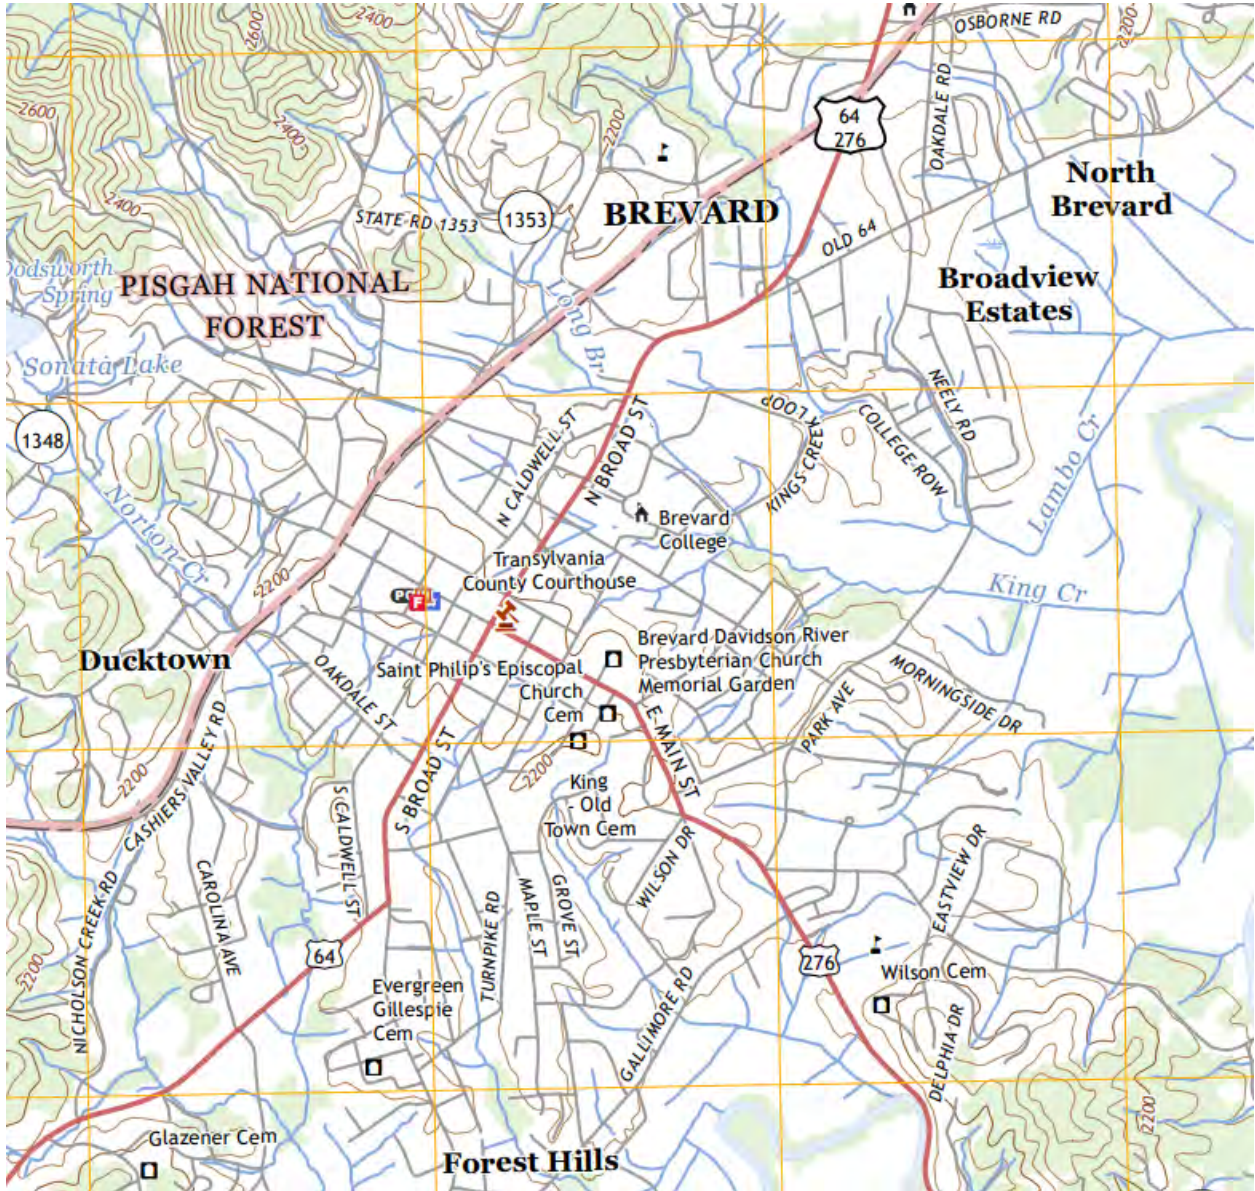 2600
2400
2200
OSBORNE RD
2600
64
276
OAKDALE RD
2400
2200
North
Brevard
2400
STATE RD 1353
1353
BREVARD
OLD 64
Dodsworth
Spring
PISGAH NATIONAL
FOREST
Long Br
Broadview
Estates
Sonata Lake
NEELY RD
1348
N CALDWELL ST
N BROAD ST
KINGS CREEK LOOP
COLLEGE ROW
Lambo Cr
Norton Cr
Brevard
College
Transylvania
County Courthouse
2200
King Cr
F
Ducktown
OAKDALE ST
Saint Philip's Episcopal
Church
Cem
Brevard Davidson River
Presbyterian Church
Memorial Garden
MORNINGSIDE DR
PARK AVE
E MAIN ST
2200
CASHIERS VALLEY RD
S BROAD ST
2200
King
- Old
Town Cem
S CALDWELL ST
WILSON DR
EASTVIEW DR
NICHOLSON CREEK RD
CAROLINA AVE
TURNPIKE RD
MAPLE ST
GROVE ST
2200
64
276
Wilson Cem
Evergreen
Gillespie
Cem
GALLIMORE RD
DELPHIA DR
2200
Glazener Cem
Forest Hills